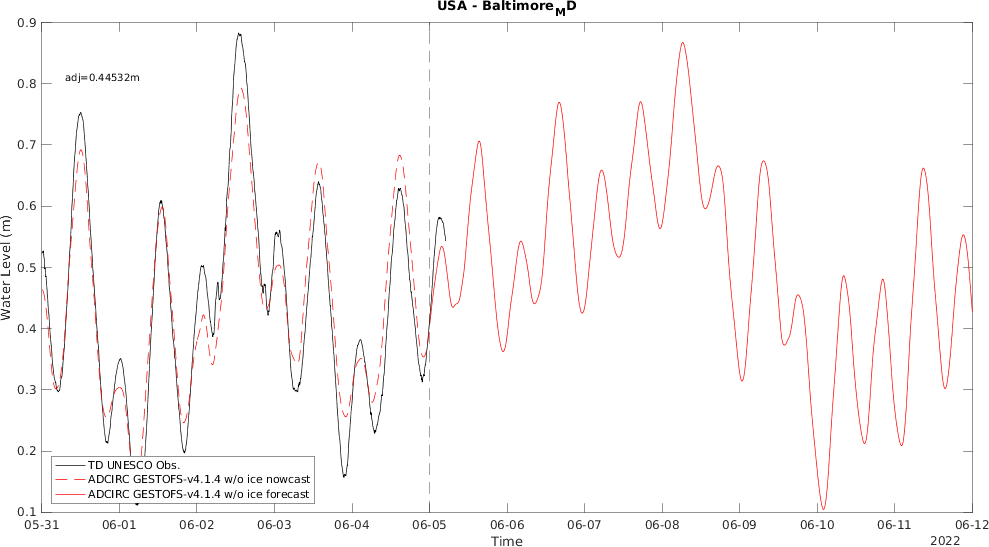 USA - Baltimore_MD
0.9
adj=0.44532m
0.8
0.7
0.6
0.5
0.4
0.3
0.2
0.1
Water Level (m)
TD UNESCO Obs.
ADCIRC GESTOFS-v4.1.4 w/o ice nowcast
ADCIRC GESTOFS-v4.1.4 w/o ice forecast
05-31 06-01 06-02 06-03 06-04 06-05 06-06 06-07 06-08 06-09 06-10 06-11 06-12
Time
2022